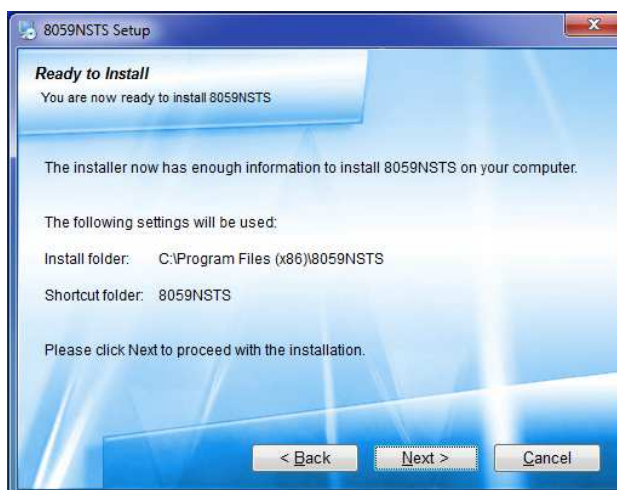 8059NSTS Setup
Ready to Install
You are now ready to install 8059NSTS
The installer now has enough information to install 8059NSTS on your computer.
The following settings will be used:
Install folder: C:\Program Files (x86)\8059NSTS
Shortcut folder: 8059NSTS
Please click Next to proceed with the installation.
< Back Next > Cancel